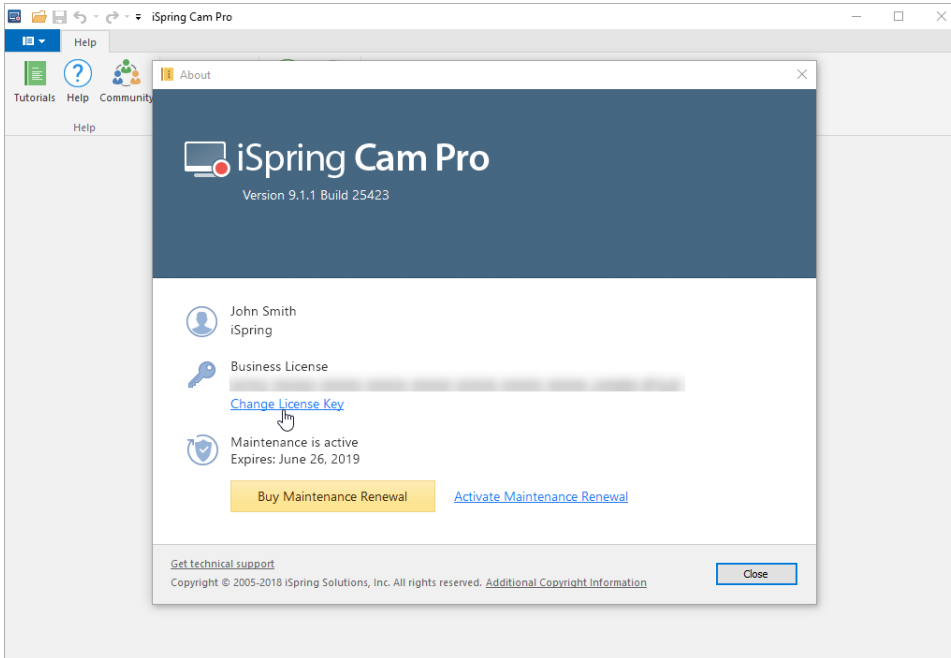 iSpring Cam Pro
Help
Tutorials Help Community
Help
About
iSpring Cam Pro
Version 9.1.1 Build 25423
John Smith
iSpring
Business License
Change License Key
Maintenance is active
Expires: June 26, 2019
Buy Maintenance Renewal Activate Maintenance Renewal
Get technical support
Copyright © 2005-2018 iSpring Solutions, Inc. All rights reserved. Additional Copyright Information
Close